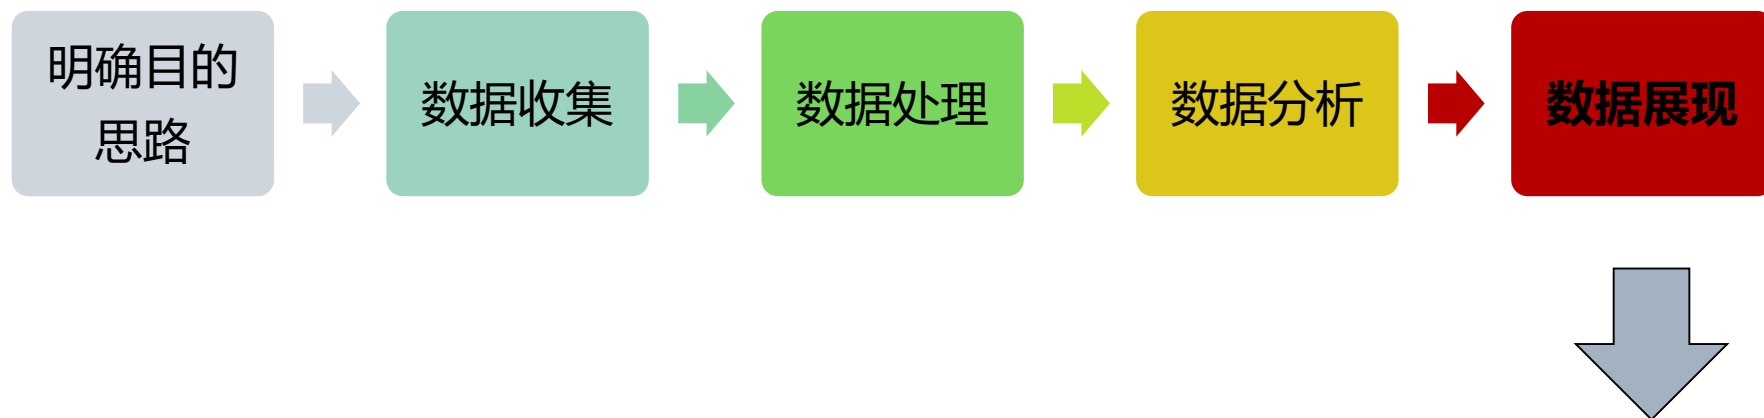 明确目的
思路
数据收集
数据处理
数据分析
数据展现